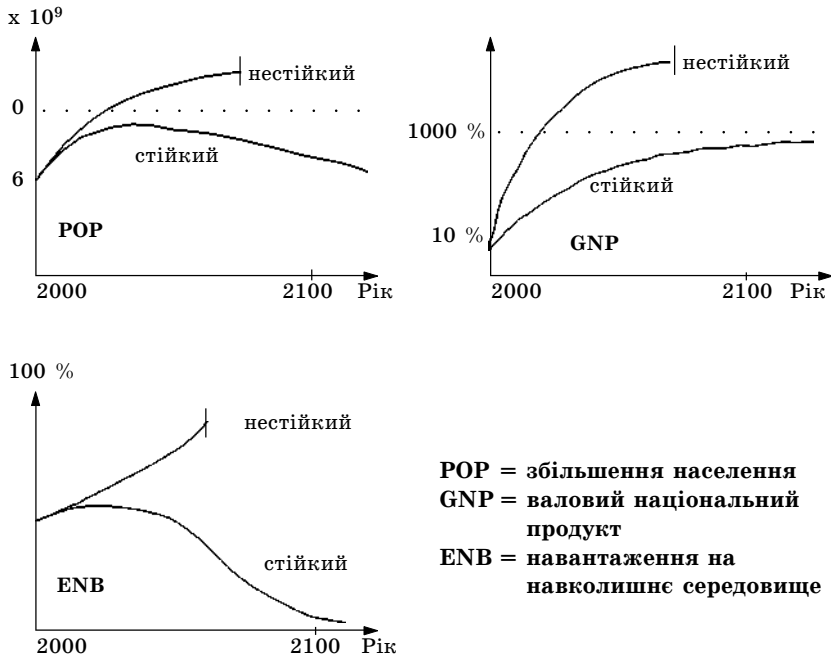 x 10⁹
нестійкий
0
стійкий
6
POP
2000
2100
Рік
нестійкий
1000 %
стійкий
10 %
GNP
2000
2100
Рік
100 %
нестійкий
стійкий
ENB
2000
2100
Рік
POP = збільшення населення
GNP = валовий національний
продукт
ENB = навантаження на
навколишнє середовище